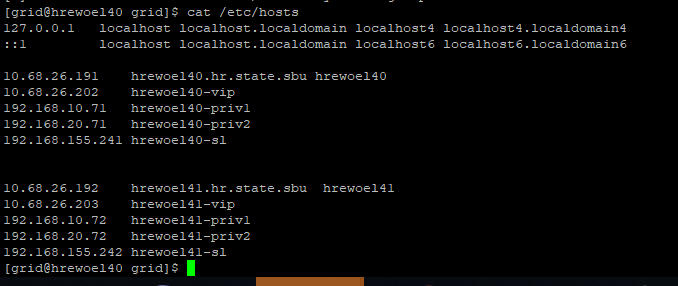 [grid@hrewoel40 grid]$ cat /etc/hosts
127.0.0.1   localhost localhost.localdomain localhost4 localhost4.localdomain4
::1         localhost localhost.localdomain localhost6 localhost6.localdomain6
10.68.26.191    hrewoel40.hr.state.sbu hrewoel40
10.68.26.202    hrewoel40-vip
192.168.10.71   hrewoel40-priv1
192.168.20.71   hrewoel40-priv2
192.168.155.241 hrewoel40-sl
10.68.26.192    hrewoel41.hr.state.sbu  hrewoel41
10.68.26.203    hrewoel41-vip
192.168.10.72   hrewoel41-priv1
192.168.20.72   hrewoel41-priv2
192.168.155.242 hrewoel41-sl
[grid@hrewoel40 grid]$